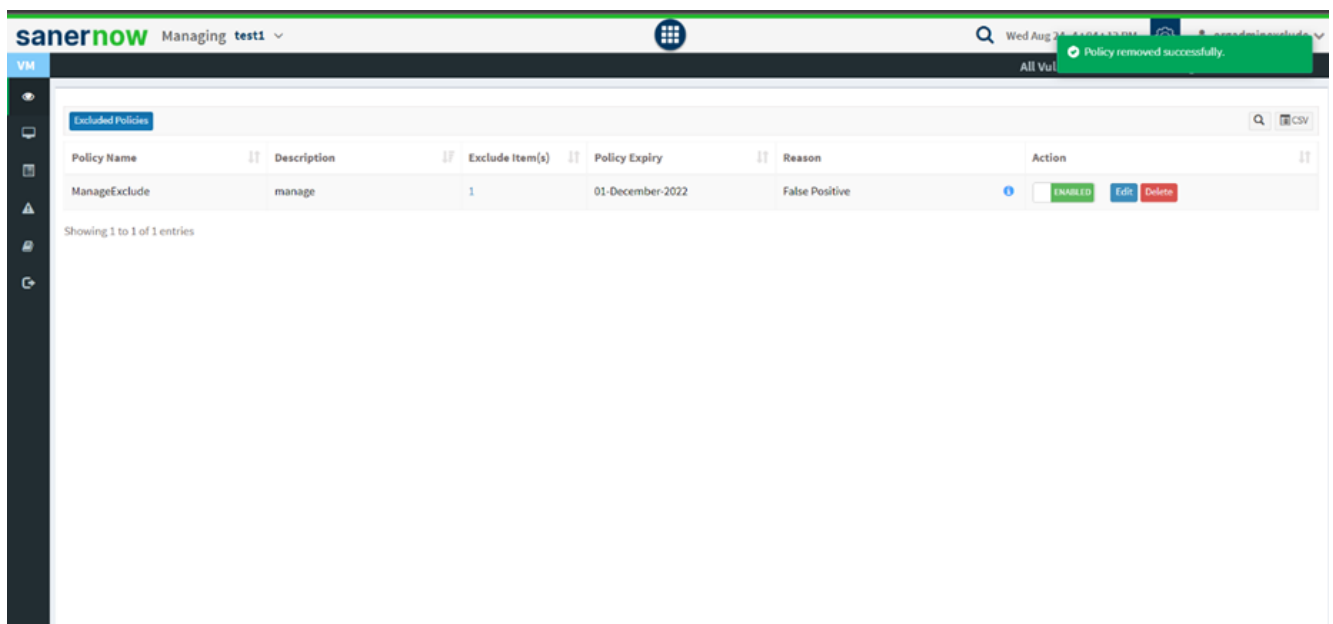 sanernow Managing test1
Wed Aug
Policy removed successfully.
VM
All Vul
Excluded Policies
CSV
Policy Name Description Exclude Item(s) Policy Expiry Reason Action
ManageExclude manage 1 01-December-2022 False Positive ENABLED Edit Delete
Showing 1 to 1 of 1 entries